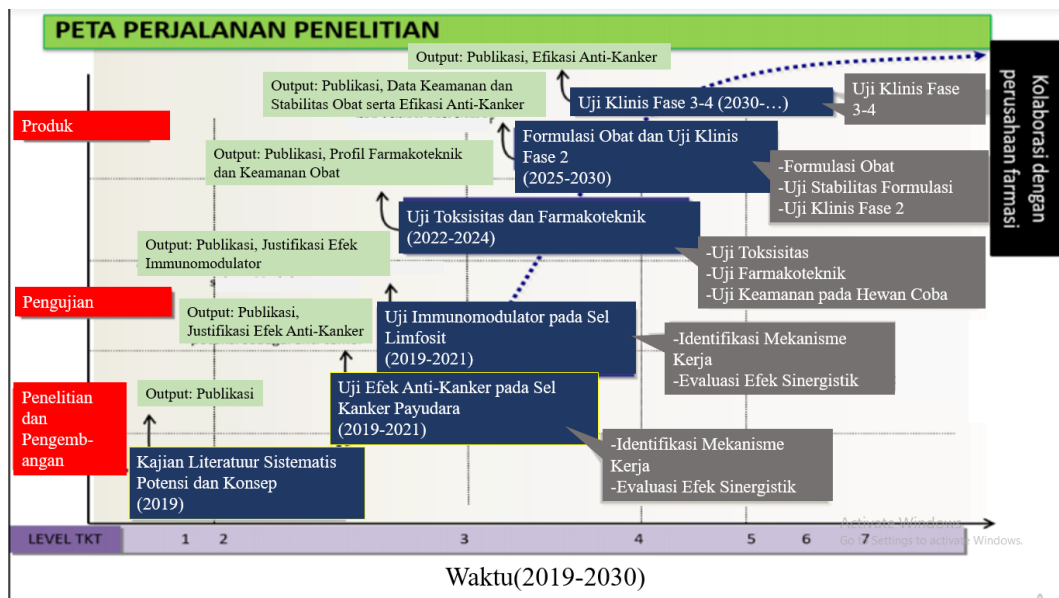 PETA PERJALANAN PENELITIAN
Kolaborasi dengan
perusahaan farmasi
Output: Publikasi, Efikasi Anti-Kanker
Output: Publikasi, Data Keamanan dan
Stabilitas Obat serta Efikasi Anti-Kanker
Uji Klinis Fase 3-4 (2030-…)
Uji Klinis Fase
3-4
Produk
Formulasi Obat dan Uji Klinis
Fase 2
(2025-2030)
-Formulasi Obat
-Uji Stabilitas Formulasi
-Uji Klinis Fase 2
Output: Publikasi, Profil Farmakoteknik
dan Keamanan Obat
Uji Toksisitas dan Farmakoteknik
(2022-2024)
-Uji Toksisitas
-Uji Farmakoteknik
-Uji Keamanan pada Hewan Coba
Output: Publikasi, Justifikasi Efek
Immunomodulator
Pengujian
Output: Publikasi,
Justifikasi Efek Anti-Kanker
Uji Immunomodulator pada Sel
Limfosit
(2019-2021)
-Identifikasi Mekanisme
Kerja
-Evaluasi Efek Sinergistik
Penelitian
dan
Pengemb-
angan
Output: Publikasi
Uji Efek Anti-Kanker pada Sel
Kanker Payudara
(2019-2021)
-Identifikasi Mekanisme
Kerja
-Evaluasi Efek Sinergistik
Kajian Literatuur Sistematis
Potensi dan Konsep
(2019)
Activate Windows
Go to Settings to activate Windows.
LEVEL TKT 1 2 3 4 5 6 7
Waktu(2019-2030)